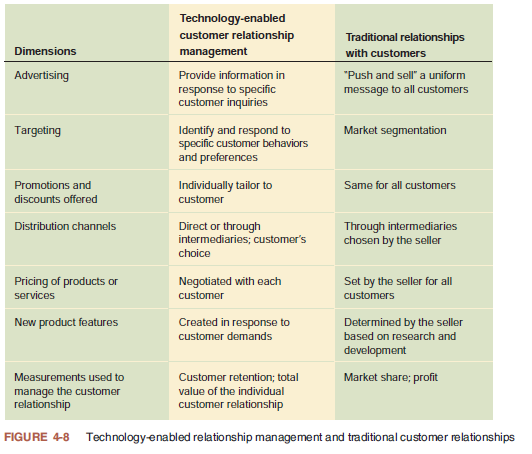 Dimensions
Technology-enabled
customer relationship
management
Traditional relationships
with customers
Advertising
Provide information in
response to specific
customer inquiries
"Push and sell" a uniform
message to all customers
Targeting
Identify and respond to
specific customer behaviors
and preferences
Market segmentation
Promotions and
discounts offered
Individually tailor to
customer
Same for all customers
Distribution channels
Direct or through
intermediaries; customer's
choice
Through intermediaries
chosen by the seller
Pricing of products or
services
Negotiated with each
customer
Set by the seller for all
customers
New product features
Created in response to
customer demands
Determined by the seller
based on research and
development
Measurements used to
manage the customer
relationship
Customer retention; total
value of the individual
customer relationship
Market share; profit
FIGURE 4-8 Technology-enabled relationship management and traditional customer relationships